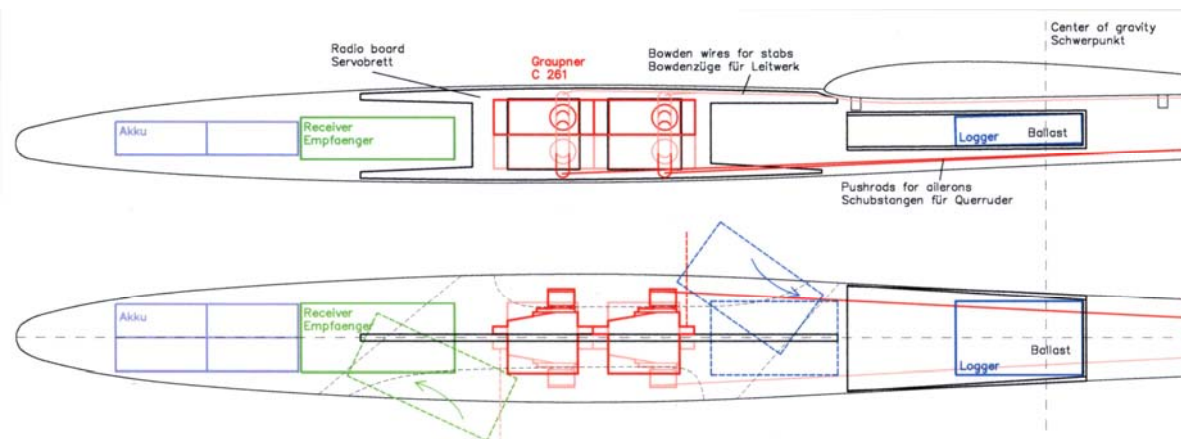 Center of gravity
Schwerpunkt
Radio board
Servobrett
Graupner
C 261
Bowden wires for stabs
Bowdenzüge für Leitwerk
Akku
Receiver
Empfaenger
Logger
Ballast
Pushrods for ailerons
Schubstangen für Querruder
Akku
Receiver
Empfaenger
Ballast
Logger